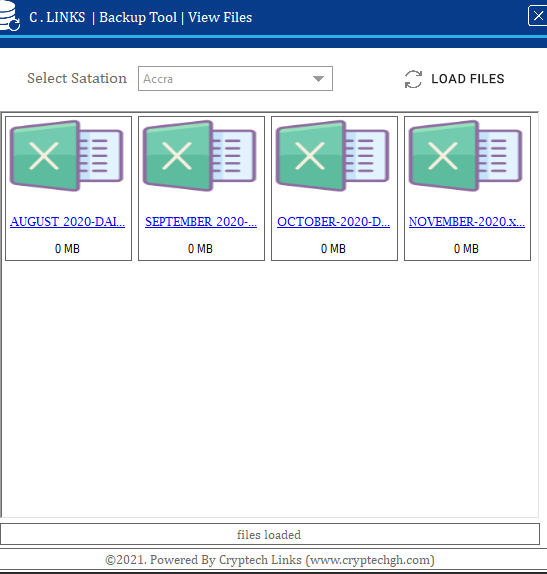 C.LINKS | Backup Tool | View Files
Select Satation
Accra
LOAD FILES
AUGUST 2020-DAI...
SEPTEMBER 2020-...
OCTOBER-2020-D...
NOVEMBER-2020.x...
0 MB
0 MB
0 MB
0 MB
files loaded
©2021. Powered By Cryptech Links (www.cryptechgh.com)